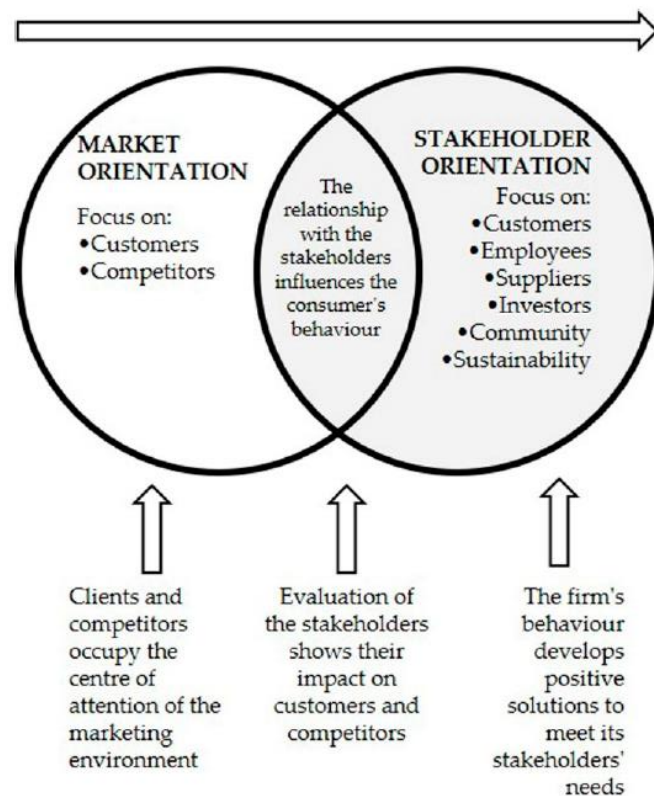 MARKET
ORIENTATION
Focus on:
•Customers
•Competitors
The
relationship
with the
stakeholders
influences the
consumer's
behaviour
STAKEHOLDER
ORIENTATION
Focus on:
•Customers
•Employees
•Suppliers
•Investors
•Community
•Sustainability
Clients and
competitors
occupy the
centre of
attention of the
marketing
environment
Evaluation of
the stakeholders
shows their
impact on
customers and
competitors
The firm's
behaviour
develops
positive
solutions to
meet its
stakeholders'
needs